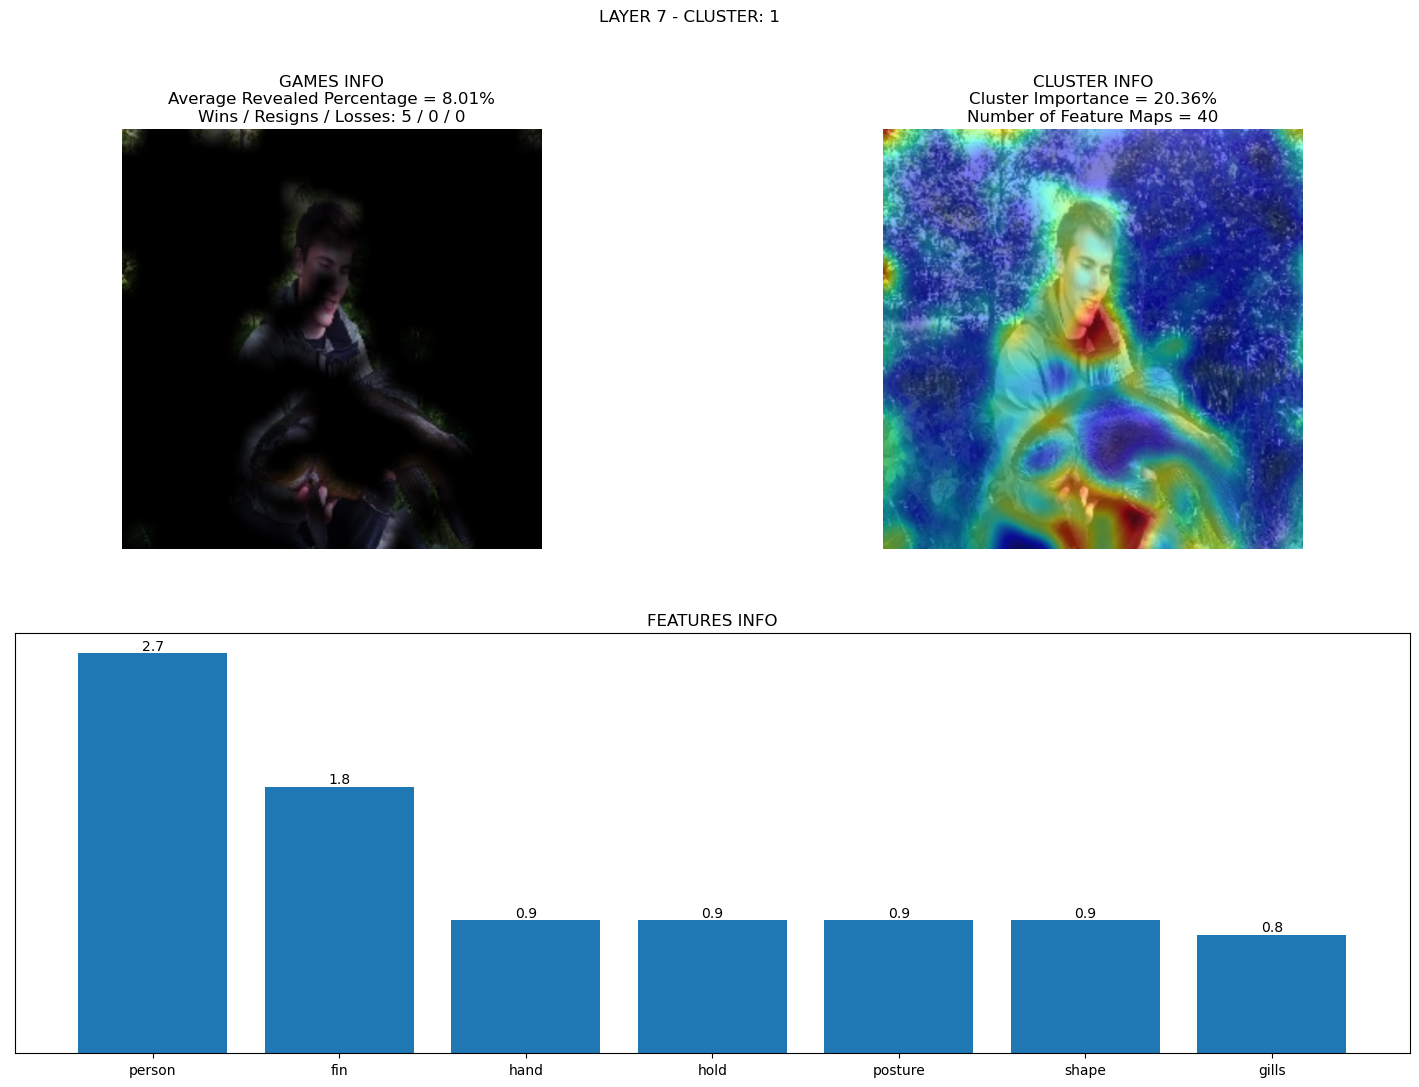 LAYER 7 - CLUSTER: 1
GAMES INFO
Average Revealed Percentage = 8.01%
Wins / Resigns / Losses: 5 / 0 / 0
CLUSTER INFO
Cluster Importance = 20.36%
Number of Feature Maps = 40
FEATURES INFO
2.7
1.8
0.9
0.9
0.9
0.9
0.8
person
fin
hand
hold
posture
shape
gills